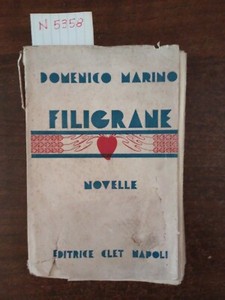 N 5358
DOMENICO MARINO
FILIGRANE
NOVELLE
EDITRICE CLET NAPOLI